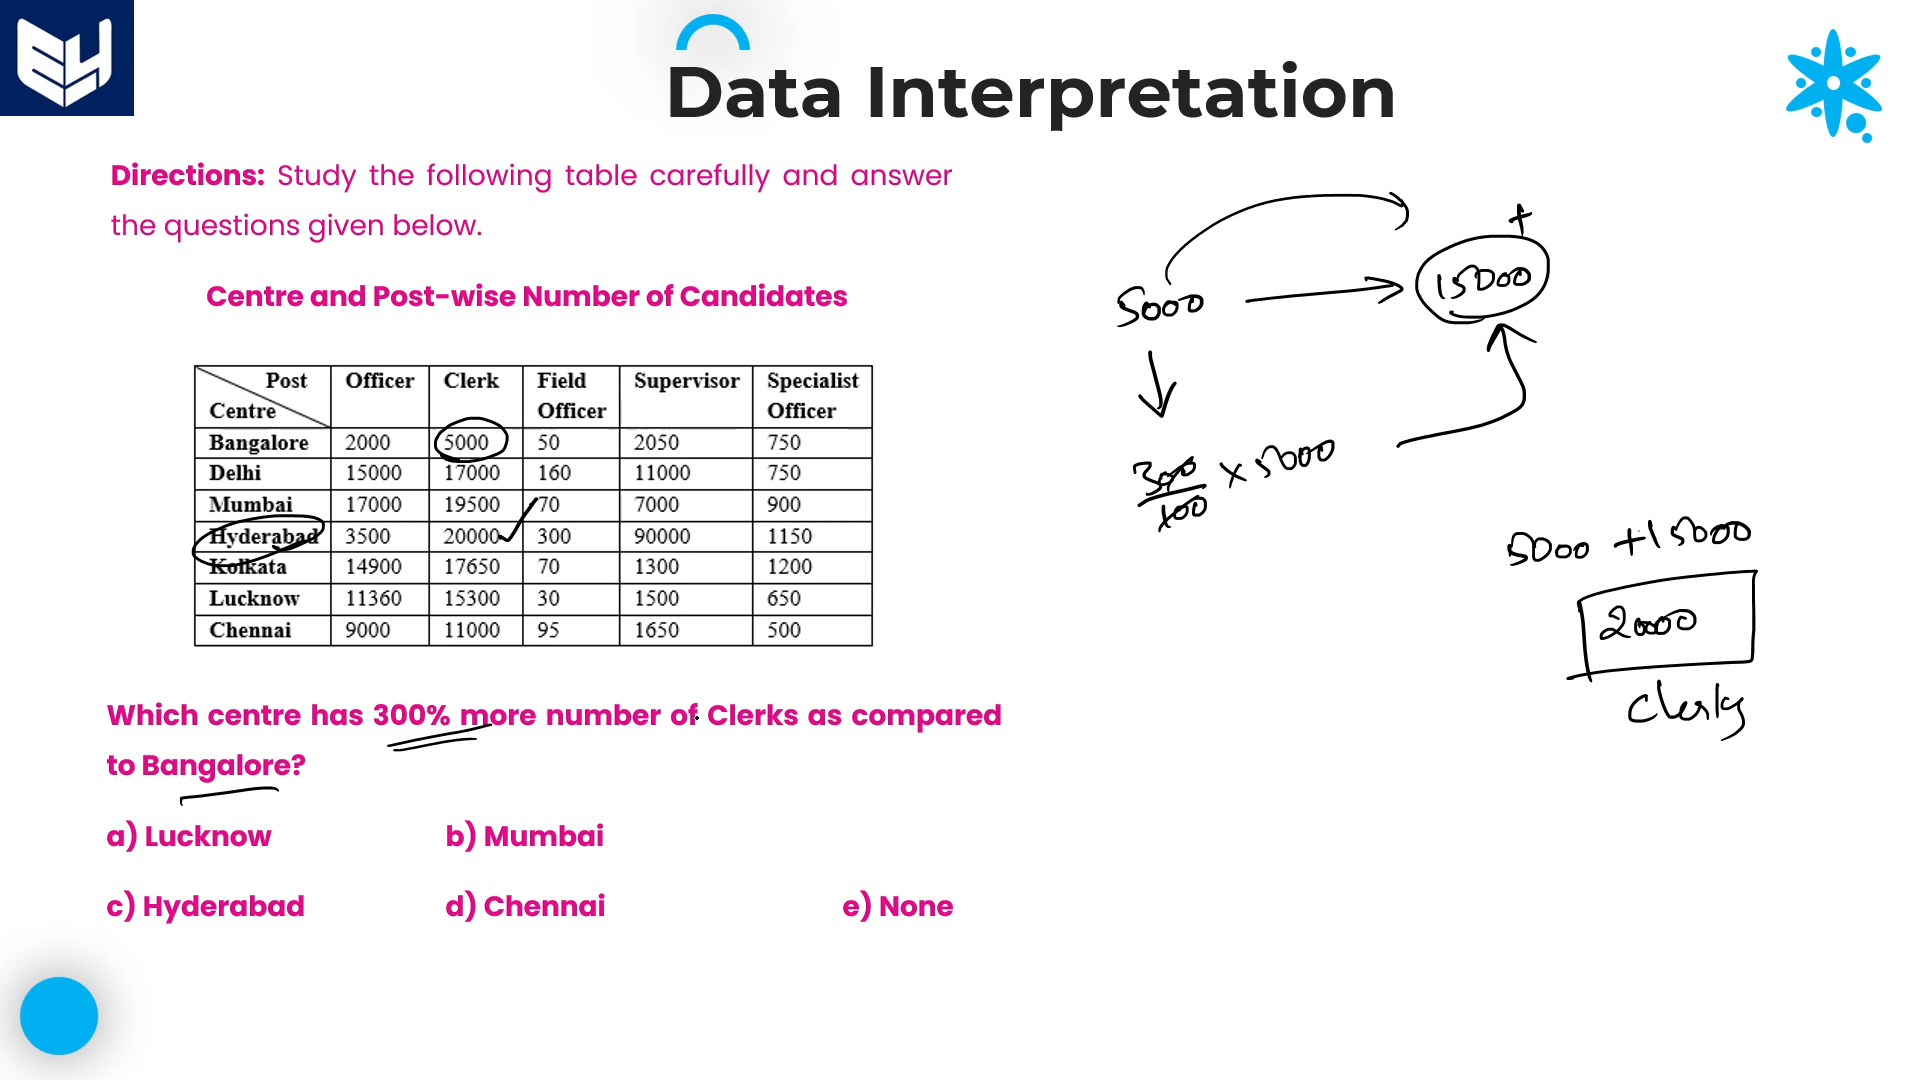 EY
Data Interpretation
Directions: Study the following table carefully and answer
the questions given below.
Centre and Post-wise Number of Candidates
Post Centre Officer Clerk Field Officer Supervisor Specialist Officer
Bangalore 2000 5000 50 2050 750
Delhi 15000 17000 160 11000 750
Mumbai 17000 19500 70 7000 900
Hyderabad 3500 20000 300 90000 1150
Kolkata 14900 17650 70 1300 1200
Lucknow 11360 15300 30 1500 650
Chennai 9000 11000 95 1650 500
Which centre has 300% more number of Clerks as compared
to Bangalore?
a) Lucknow b) Mumbai
c) Hyderabad d) Chennai e) None
+
5000 15000
300/100 × 5000
5000 + 15000
20000
Clerks